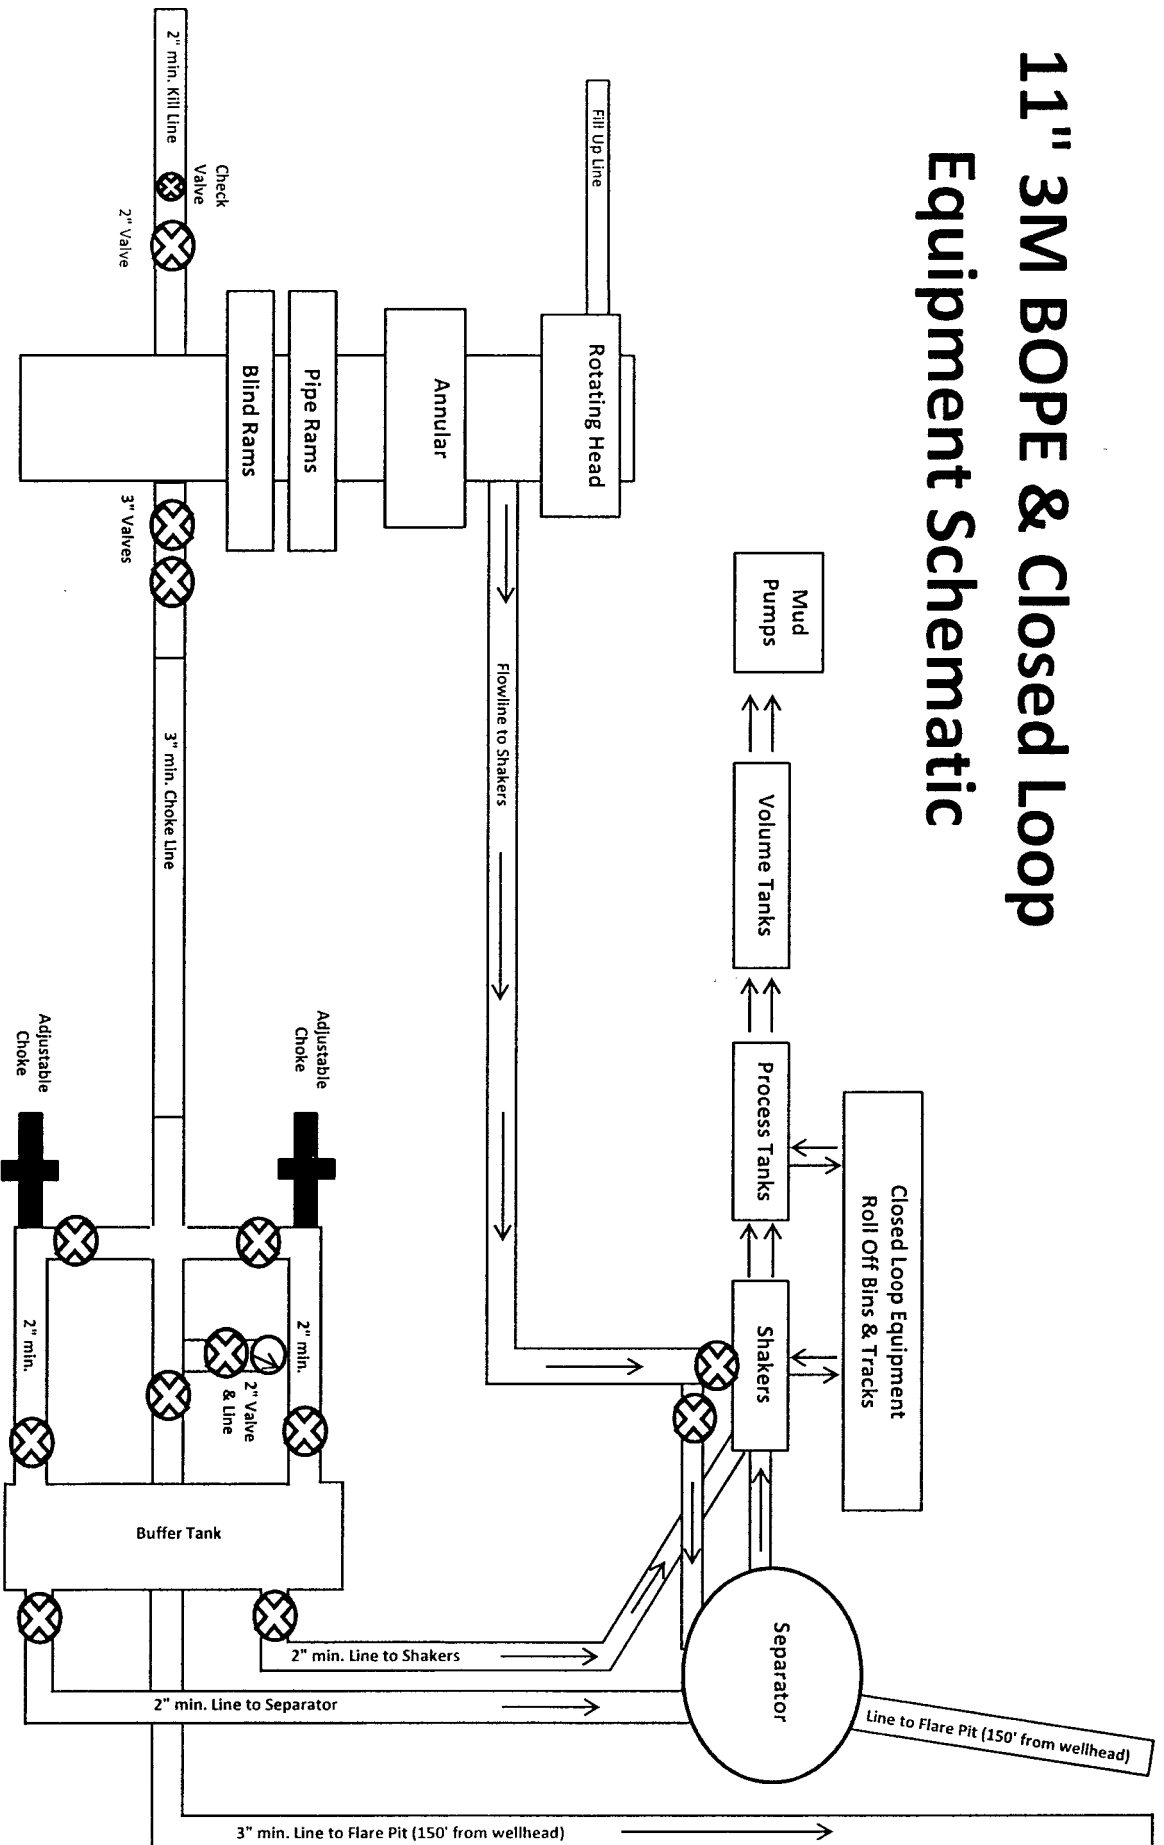 11" 3M BOPE & Closed Loop
Equipment Schematic
Fill Up Line
Rotating Head
Annular
Pipe Rams
Blind Rams
2" min. Kill Line
Check
Valve
2" Valve
3" Valves
3" min. Choke Line
Flowline to Shakers
Mud
Pumps
Volume Tanks
Process Tanks
Shakers
Closed Loop Equipment
Roll Off Bins & Tracks
Adjustable
Choke
Adjustable
Choke
2" min.
2" min.
2" Valve
& Line
Buffer Tank
2" min. Line to Shakers
2" min. Line to Separator
Separator
Line to Flare Pit (150' from wellhead)
3" min. Line to Flare Pit (150' from wellhead)